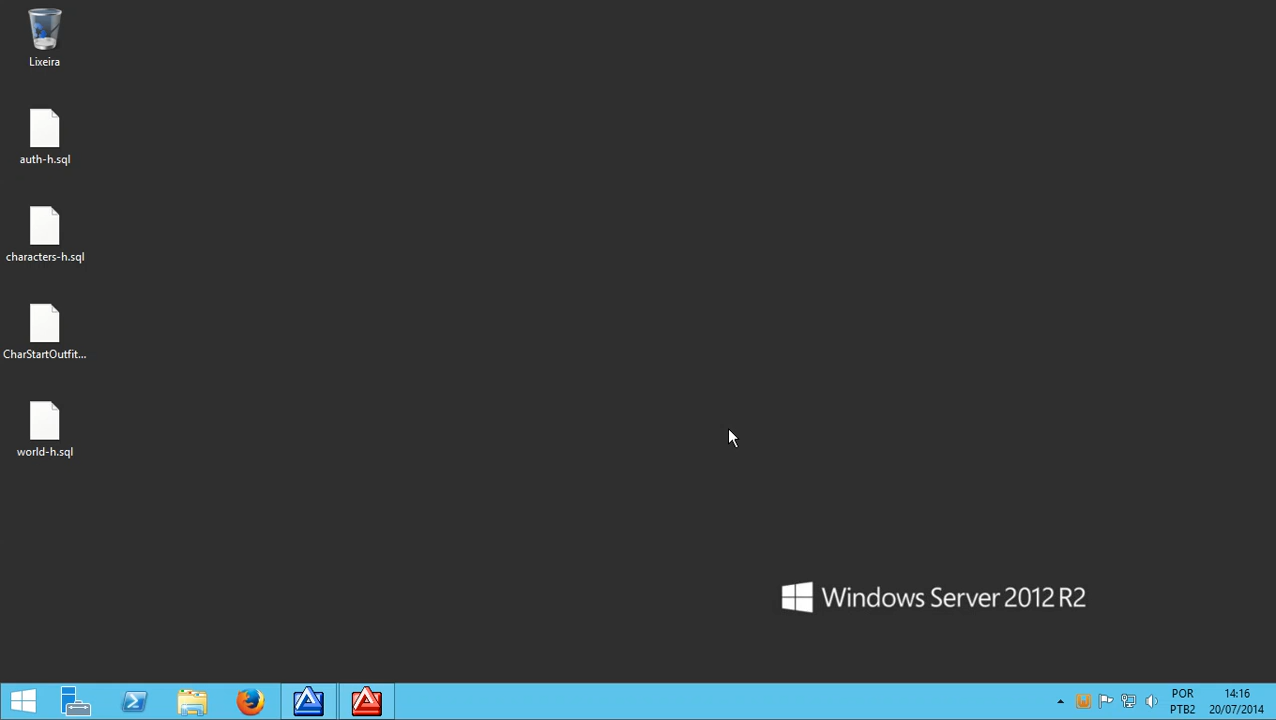 Lixeira
auth-h.sql
characters-h.sql
CharStartOutfit...
world-h.sql
Windows Server 2012 R2
POR
PTB2
14:16
20/07/2014